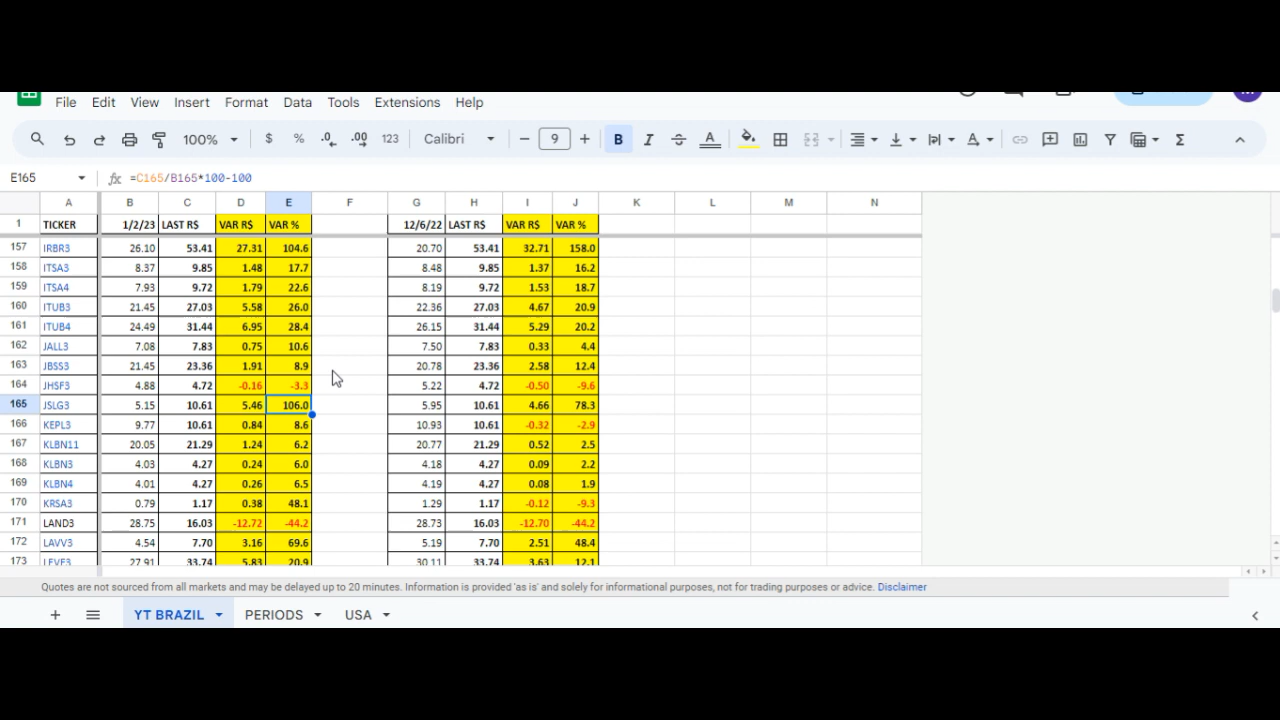 File Edit View Insert Format Data Tools Extensions Help
100% $ % .0 .00 123 Calibri 9 B I A
E165 fx =C165/B165*100-100
A B C D E F G H I J K L M N
1 TICKER 1/2/23 LAST R$ VAR R$ VAR % 12/6/22 LAST R$ VAR R$ VAR %
157 IRBR3 26.10 53.41 27.31 104.6 20.70 53.41 32.71 158.0
158 ITSA3 8.37 9.85 1.48 17.7 8.48 9.85 1.37 16.2
159 ITSA4 7.93 9.72 1.79 22.6 8.19 9.72 1.53 18.7
160 ITUB3 21.45 27.03 5.58 26.0 22.36 27.03 4.67 20.9
161 ITUB4 24.49 31.44 6.95 28.4 26.15 31.44 5.29 20.2
162 JALL3 7.08 7.83 0.75 10.6 7.50 7.83 0.33 4.4
163 JBSS3 21.45 23.36 1.91 8.9 20.78 23.36 2.58 12.4
164 JHSF3 4.88 4.72 -0.16 -3.3 5.22 4.72 -0.50 -9.6
165 JSLG3 5.15 10.61 5.46 106.0 5.95 10.61 4.66 78.3
166 KEPL3 9.77 10.61 0.84 8.6 10.93 10.61 -0.32 -2.9
167 KLBN11 20.05 21.29 1.24 6.2 20.77 21.29 0.52 2.5
168 KLBN3 4.03 4.27 0.24 6.0 4.18 4.27 0.09 2.2
169 KLBN4 4.01 4.27 0.26 6.5 4.19 4.27 0.08 1.9
170 KRSA3 0.79 1.17 0.38 48.1 1.29 1.17 -0.12 -9.3
171 LAND3 28.75 16.03 -12.72 -44.2 28.73 16.03 -12.70 -44.2
172 LAVV3 4.54 7.70 3.16 69.6 5.19 7.70 2.51 48.4
173 LEVE3 27.91 33.74 5.83 20.9 30.11 33.74 3.63 12.1
Quotes are not sourced from all markets and may be delayed up to 20 minutes. Information is provided 'as is' and solely for informational purposes, not for trading purposes or advice. Disclaimer
YT BRAZIL PERIODS USA